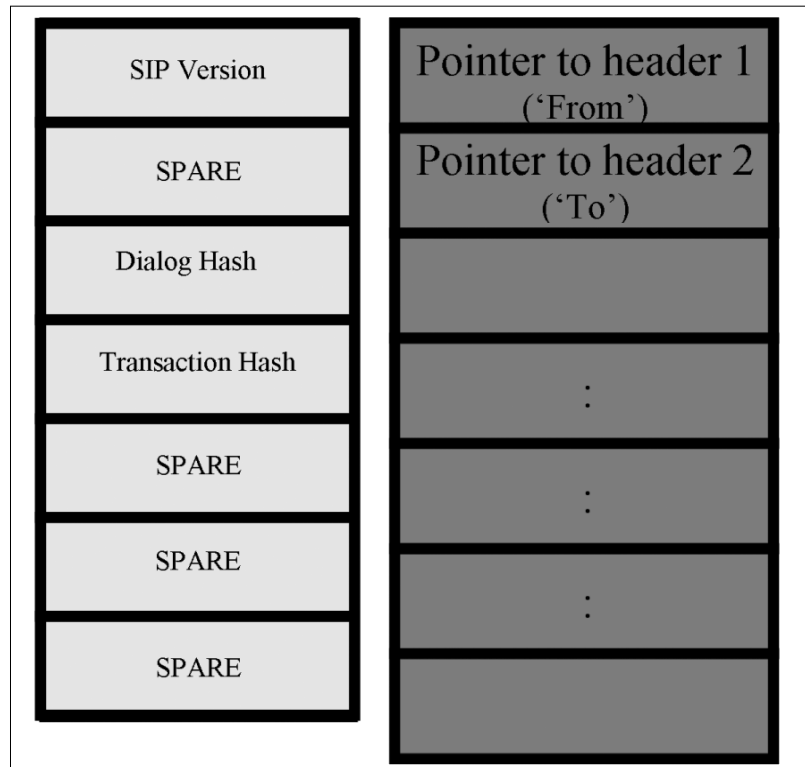 SIP Version
SPARE
Dialog Hash
Transaction Hash
SPARE
SPARE
SPARE
Pointer to header 1
(‘From’)
Pointer to header 2
(‘To’)
:
:
: